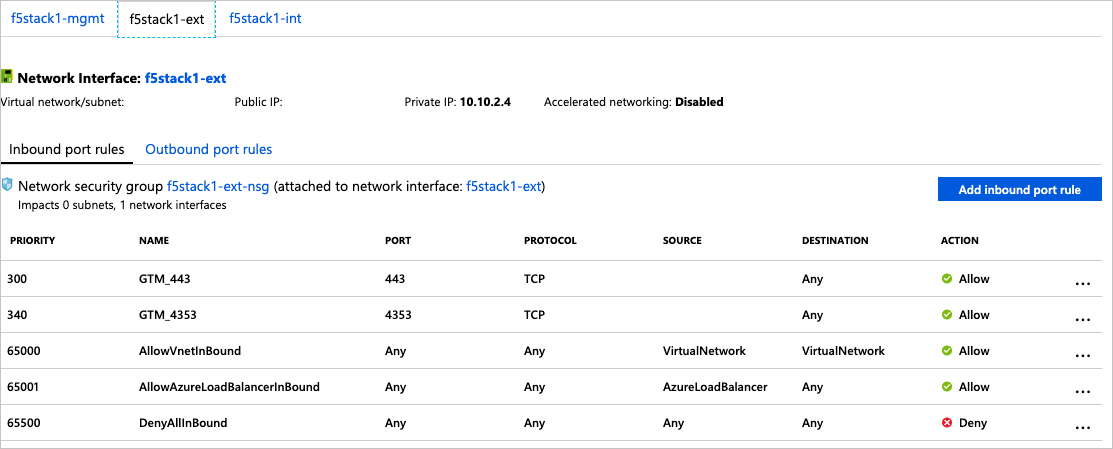 f5stack1-mgmt f5stack1-ext f5stack1-int
Network Interface: f5stack1-ext
Virtual network/subnet: Public IP: Private IP: 10.10.2.4 Accelerated networking: Disabled
Inbound port rules Outbound port rules
Network security group f5stack1-ext-nsg (attached to network interface: f5stack1-ext)
Impacts 0 subnets, 1 network interfaces
Add inbound port rule
PRIORITY NAME PORT PROTOCOL SOURCE DESTINATION ACTION
300 GTM_443 443 TCP Any Allow ...
340 GTM_4353 4353 TCP Any Allow ...
65000 AllowVnetInBound Any Any VirtualNetwork VirtualNetwork Allow ...
65001 AllowAzureLoadBalancerInBound Any Any AzureLoadBalancer Any Allow ...
65500 DenyAllInBound Any Any Any Any Deny ...